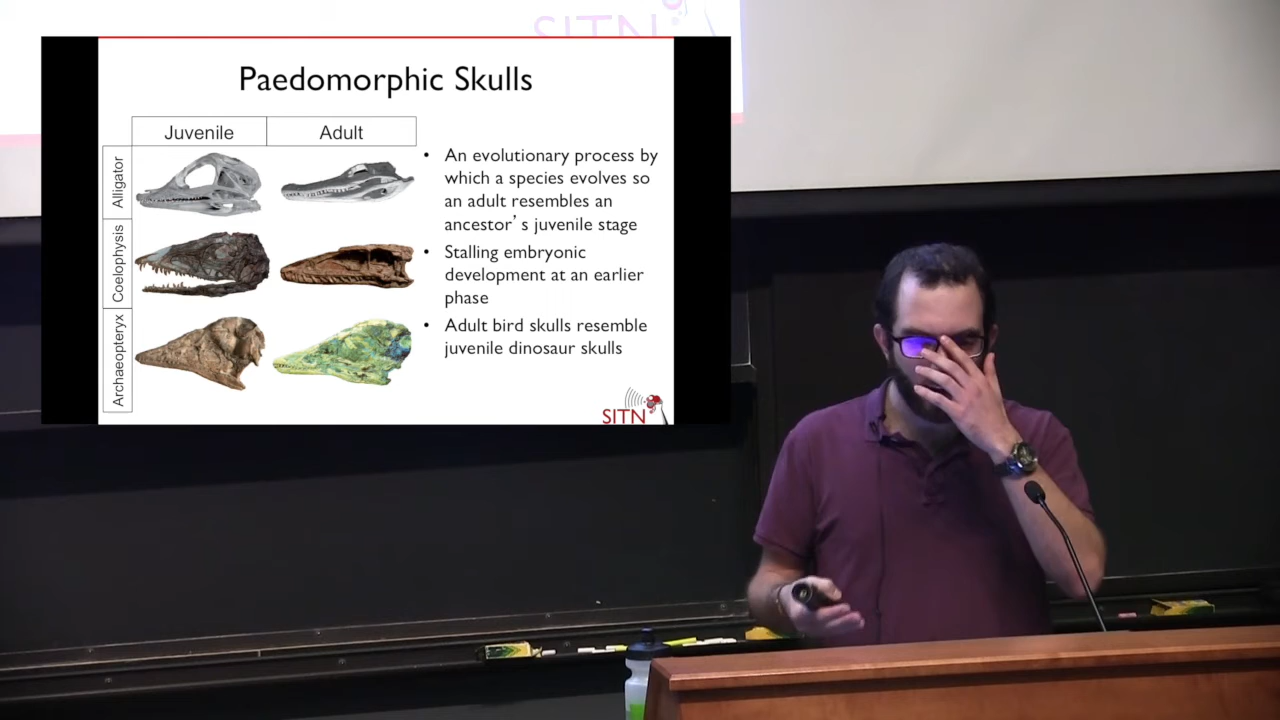 SITN
Paedomorphic Skulls
Juvenile
Adult
Alligator
Coelophysis
Archaeopteryx
• An evolutionary process by
which a species evolves so
an adult resembles an
ancestor's juvenile stage
• Stalling embryonic
development at an earlier
phase
• Adult bird skulls resemble
juvenile dinosaur skulls
SITN